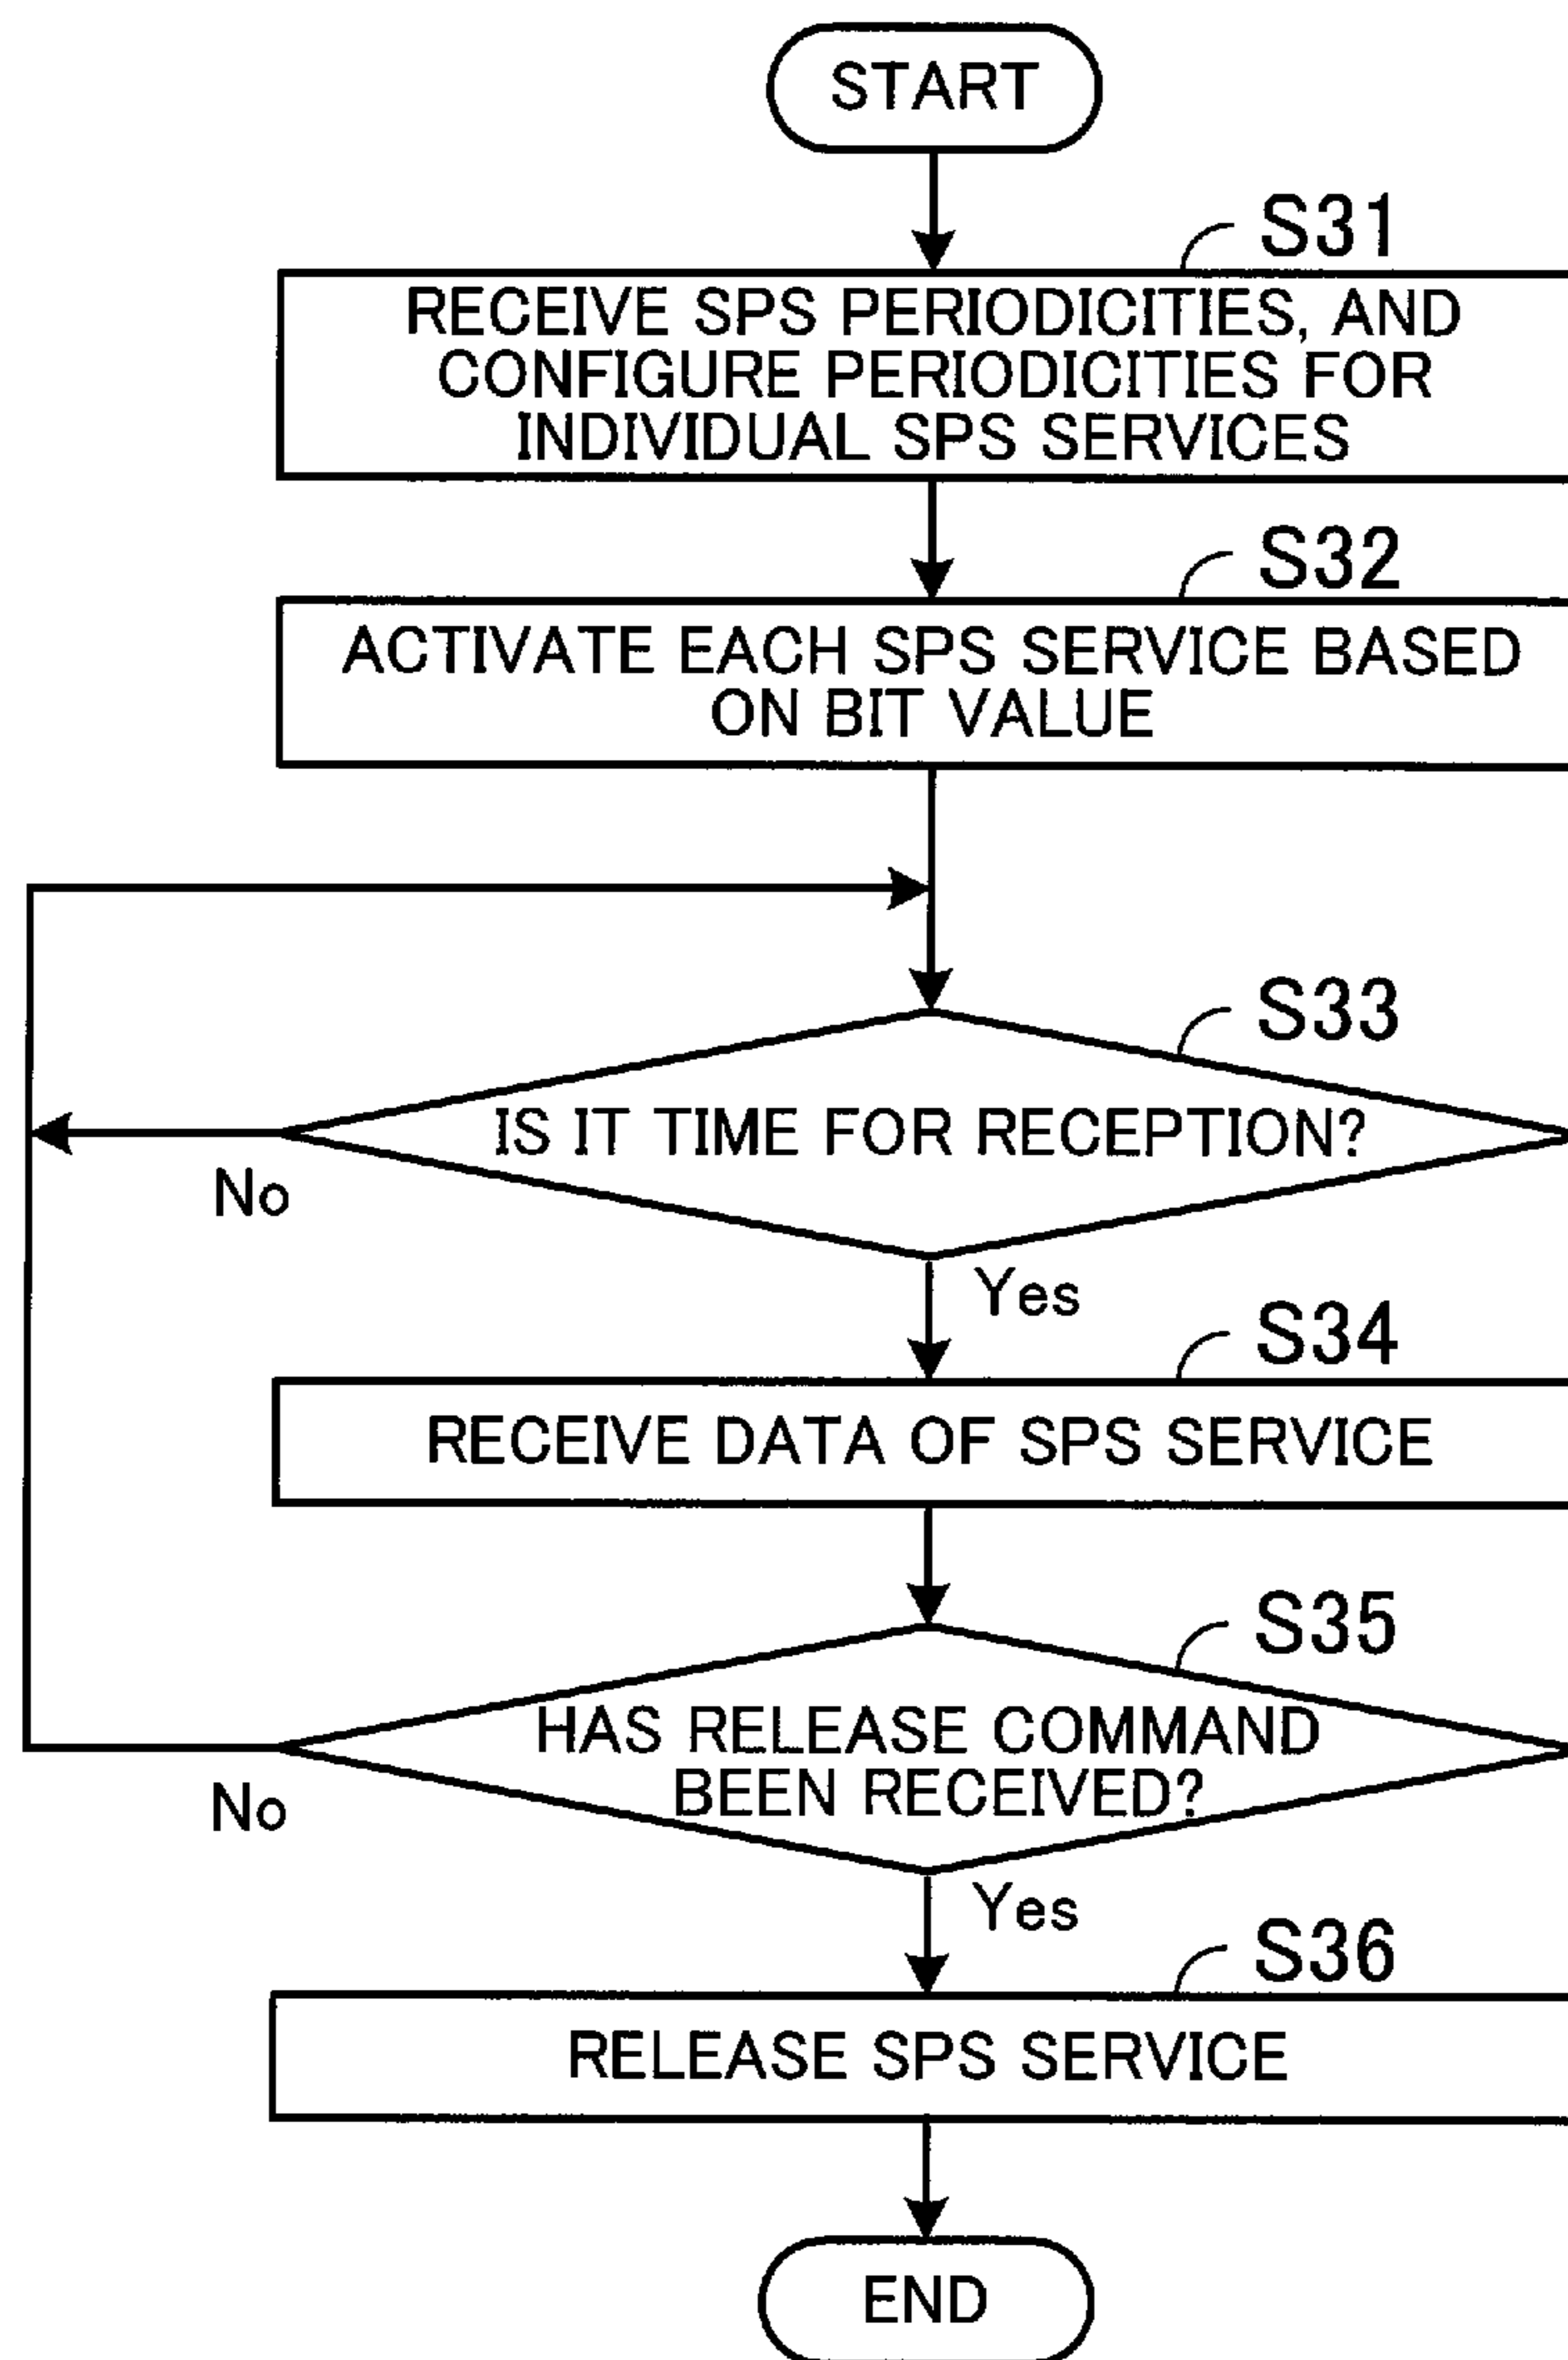 START
S31
RECEIVE SPS PERIODICITIES, AND
CONFIGURE PERIODICITIES FOR
INDIVIDUAL SPS SERVICES
S32
ACTIVATE EACH SPS SERVICE BASED
ON BIT VALUE
S33
IS IT TIME FOR RECEPTION?
No
Yes
S34
RECEIVE DATA OF SPS SERVICE
S35
HAS RELEASE COMMAND
BEEN RECEIVED?
No
Yes
S36
RELEASE SPS SERVICE
END